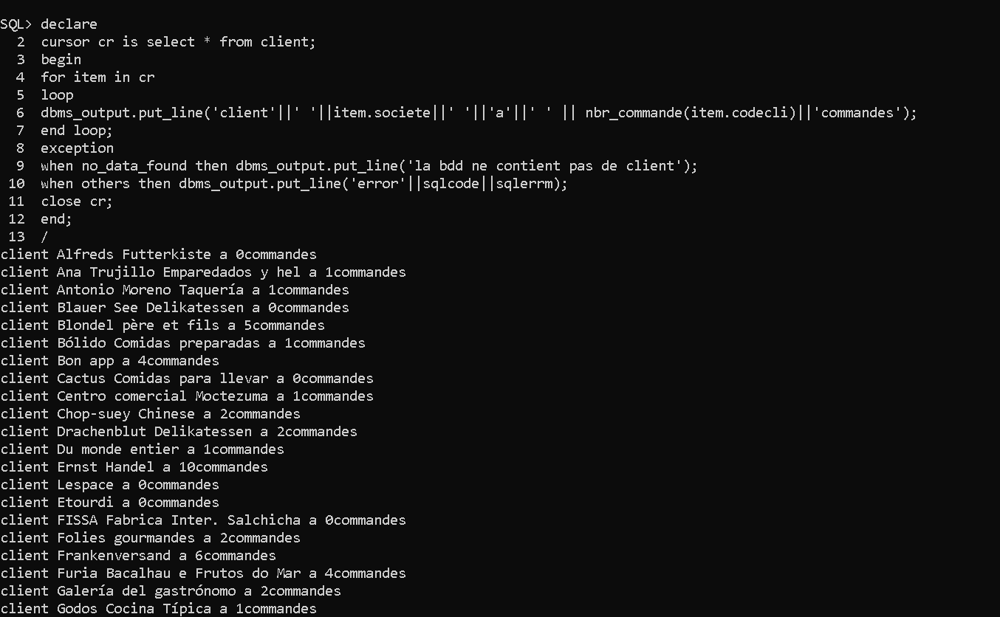 SQL> declare
  2  cursor cr is select * from client;
  3  begin
  4  for item in cr
  5  loop
  6  dbms_output.put_line('client'||' '||item.societe||' '||'a'||' ' || nbr_commande(item.codecli)||'commandes');
  7  end loop;
  8  exception
  9  when no_data_found then dbms_output.put_line('la bdd ne contient pas de client');
 10  when others then dbms_output.put_line('error'||sqlcode||sqlerrm);
 11  close cr;
 12  end;
 13  /
client Alfreds Futterkiste a 0commandes
client Ana Trujillo Emparedados y hel a 1commandes
client Antonio Moreno Taquería a 1commandes
client Blauer See Delikatessen a 0commandes
client Blondel père et fils a 5commandes
client Bólido Comidas preparadas a 1commandes
client Bon app a 4commandes
client Cactus Comidas para llevar a 0commandes
client Centro comercial Moctezuma a 1commandes
client Chop-suey Chinese a 2commandes
client Drachenblut Delikatessen a 2commandes
client Du monde entier a 1commandes
client Ernst Handel a 10commandes
client Lespace a 0commandes
client Etourdi a 0commandes
client FISSA Fabrica Inter. Salchicha a 0commandes
client Folies gourmandes a 2commandes
client Frankenversand a 6commandes
client Furia Bacalhau e Frutos do Mar a 4commandes
client Galería del gastrónomo a 2commandes
client Godos Cocina Típica a 1commandes